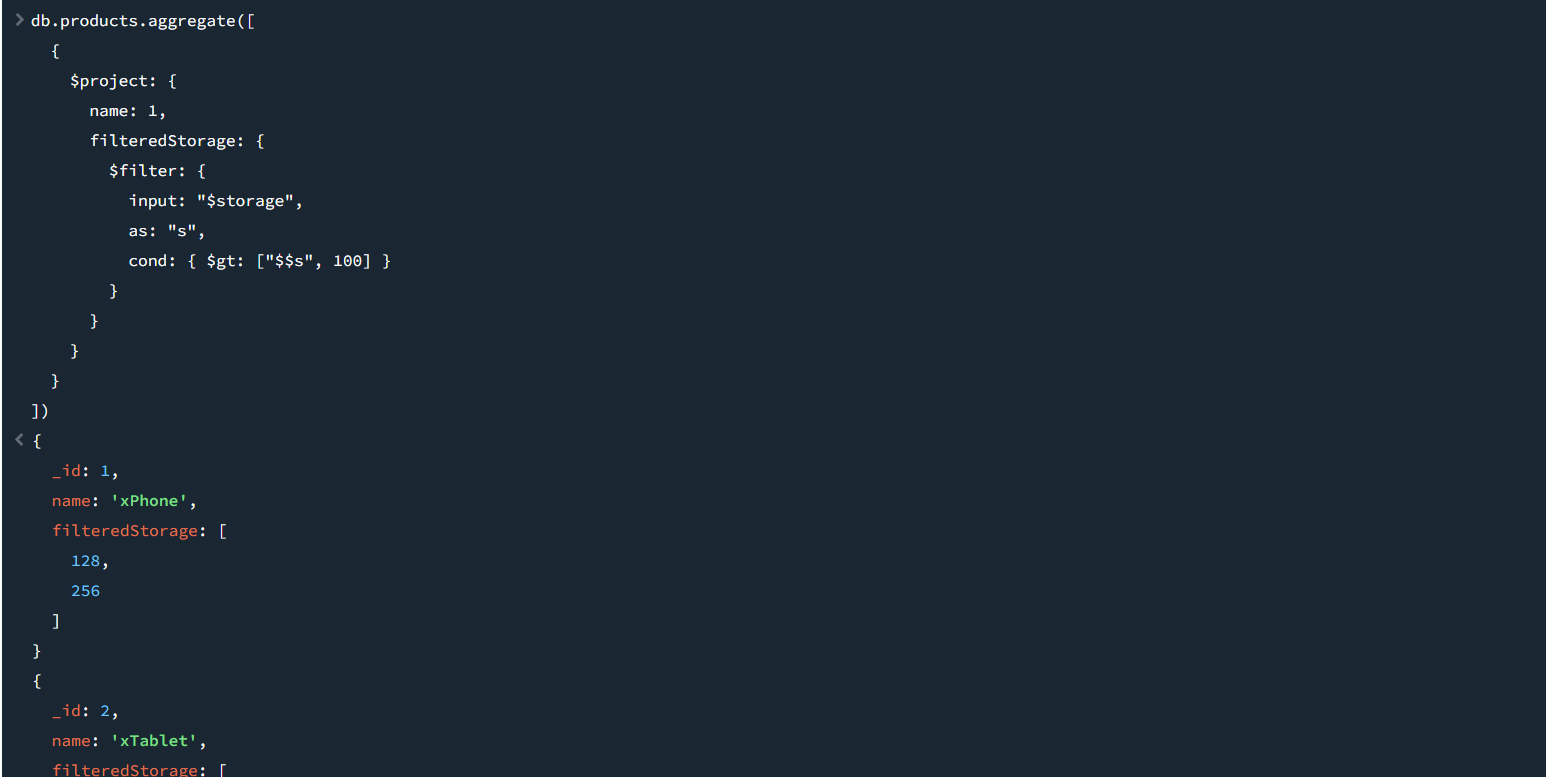 db.products.aggregate([
{
$project: {
name: 1,
filteredStorage: {
$filter: {
input: "$storage",
as: "s",
cond: { $gt: ["$$s", 100] }
}
}
}
}
])
{
_id: 1,
name: 'xPhone',
filteredStorage: [
128,
256
]
}
{
_id: 2,
name: 'xTablet',
filteredStorage: [